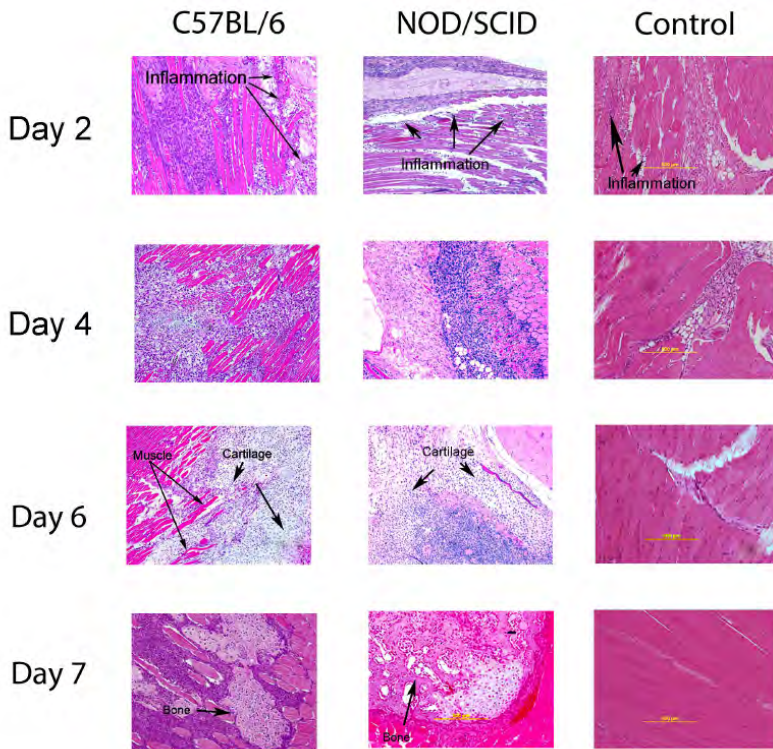 C57BL/6 NOD/SCID Control
Day 2
Inflammation
Inflammation
Inflammation
Day 4
Day 6
Muscle
Cartilage
Cartilage
Day 7
Bone
Bone